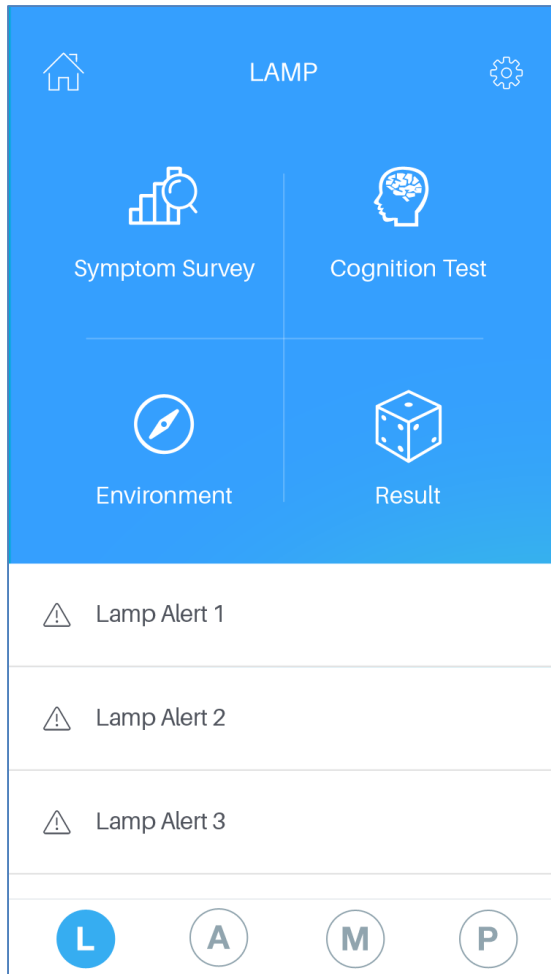 LAMP
Symptom Survey
Cognition Test
Environment
Result
Lamp Alert 1
Lamp Alert 2
Lamp Alert 3
L A M P